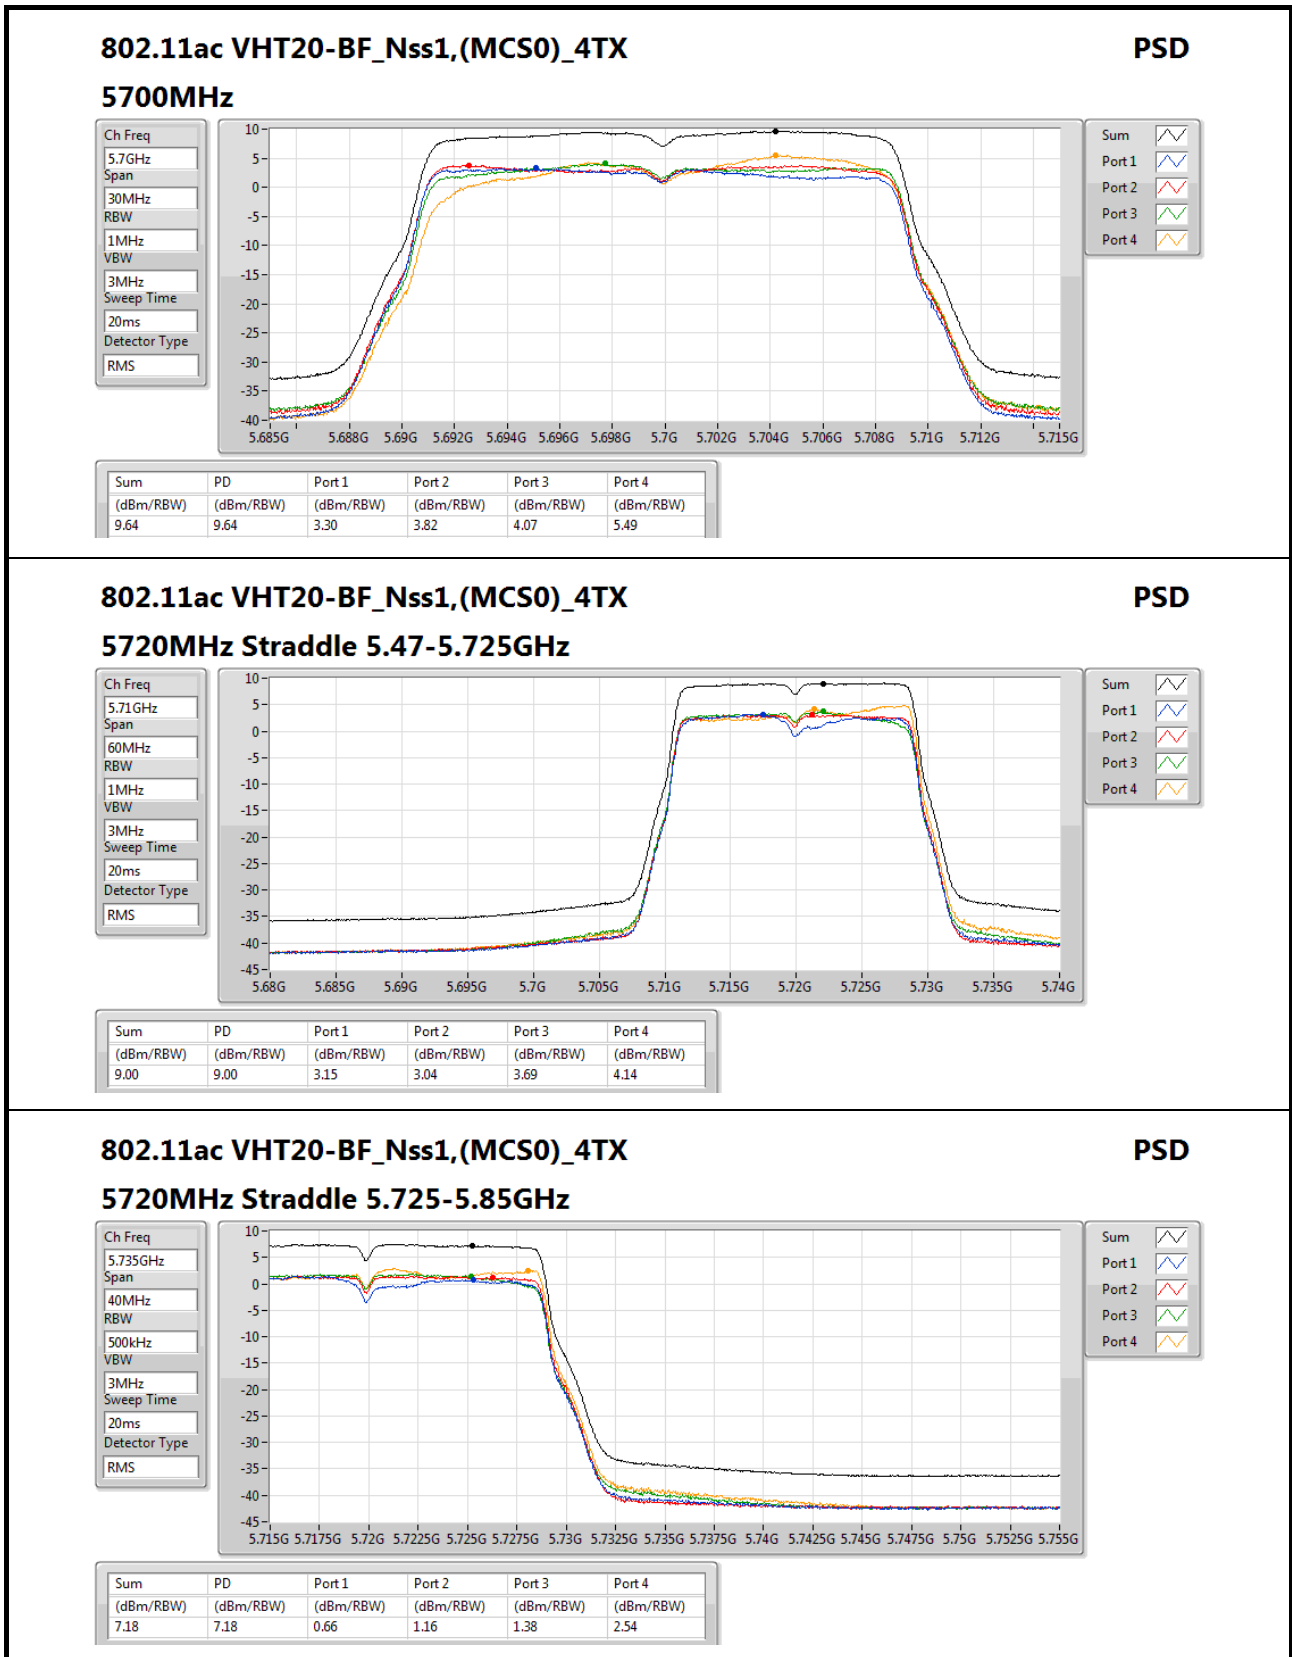 802.11ac VHT20-BF_Nss1,(MCS0)_4TX PSD
5700MHz
Ch Freq
5.7GHz
Span
30MHz
RBW
1MHz
VBW
3MHz
Sweep Time
20ms
Detector Type
RMS
10
5
0
-5
-10
-15
-20
-25
-30
-35
-40
5.685G 5.688G 5.69G 5.692G 5.694G 5.696G 5.698G 5.7G 5.702G 5.704G 5.706G 5.708G 5.71G 5.712G 5.715G
Sum
Port 1
Port 2
Port 3
Port 4
Sum PD Port 1 Port 2 Port 3 Port 4
(dBm/RBW) (dBm/RBW) (dBm/RBW) (dBm/RBW) (dBm/RBW) (dBm/RBW)
9.64 9.64 3.30 3.82 4.07 5.49
802.11ac VHT20-BF_Nss1,(MCS0)_4TX PSD
5720MHz Straddle 5.47-5.725GHz
Ch Freq
5.71GHz
Span
60MHz
RBW
1MHz
VBW
3MHz
Sweep Time
20ms
Detector Type
RMS
10
5
0
-5
-10
-15
-20
-25
-30
-35
-40
-45
5.68G 5.685G 5.69G 5.695G 5.7G 5.705G 5.71G 5.715G 5.72G 5.725G 5.73G 5.735G 5.74G
Sum
Port 1
Port 2
Port 3
Port 4
Sum PD Port 1 Port 2 Port 3 Port 4
(dBm/RBW) (dBm/RBW) (dBm/RBW) (dBm/RBW) (dBm/RBW) (dBm/RBW)
9.00 9.00 3.15 3.04 3.69 4.14
802.11ac VHT20-BF_Nss1,(MCS0)_4TX PSD
5720MHz Straddle 5.725-5.85GHz
Ch Freq
5.735GHz
Span
40MHz
RBW
500kHz
VBW
3MHz
Sweep Time
20ms
Detector Type
RMS
10
5
0
-5
-10
-15
-20
-25
-30
-35
-40
-45
5.715G 5.7175G 5.72G 5.7225G 5.725G 5.7275G 5.73G 5.7325G 5.735G 5.7375G 5.74G 5.7425G 5.745G 5.7475G 5.75G 5.7525G 5.755G
Sum
Port 1
Port 2
Port 3
Port 4
Sum PD Port 1 Port 2 Port 3 Port 4
(dBm/RBW) (dBm/RBW) (dBm/RBW) (dBm/RBW) (dBm/RBW) (dBm/RBW)
7.18 7.18 0.66 1.16 1.38 2.54